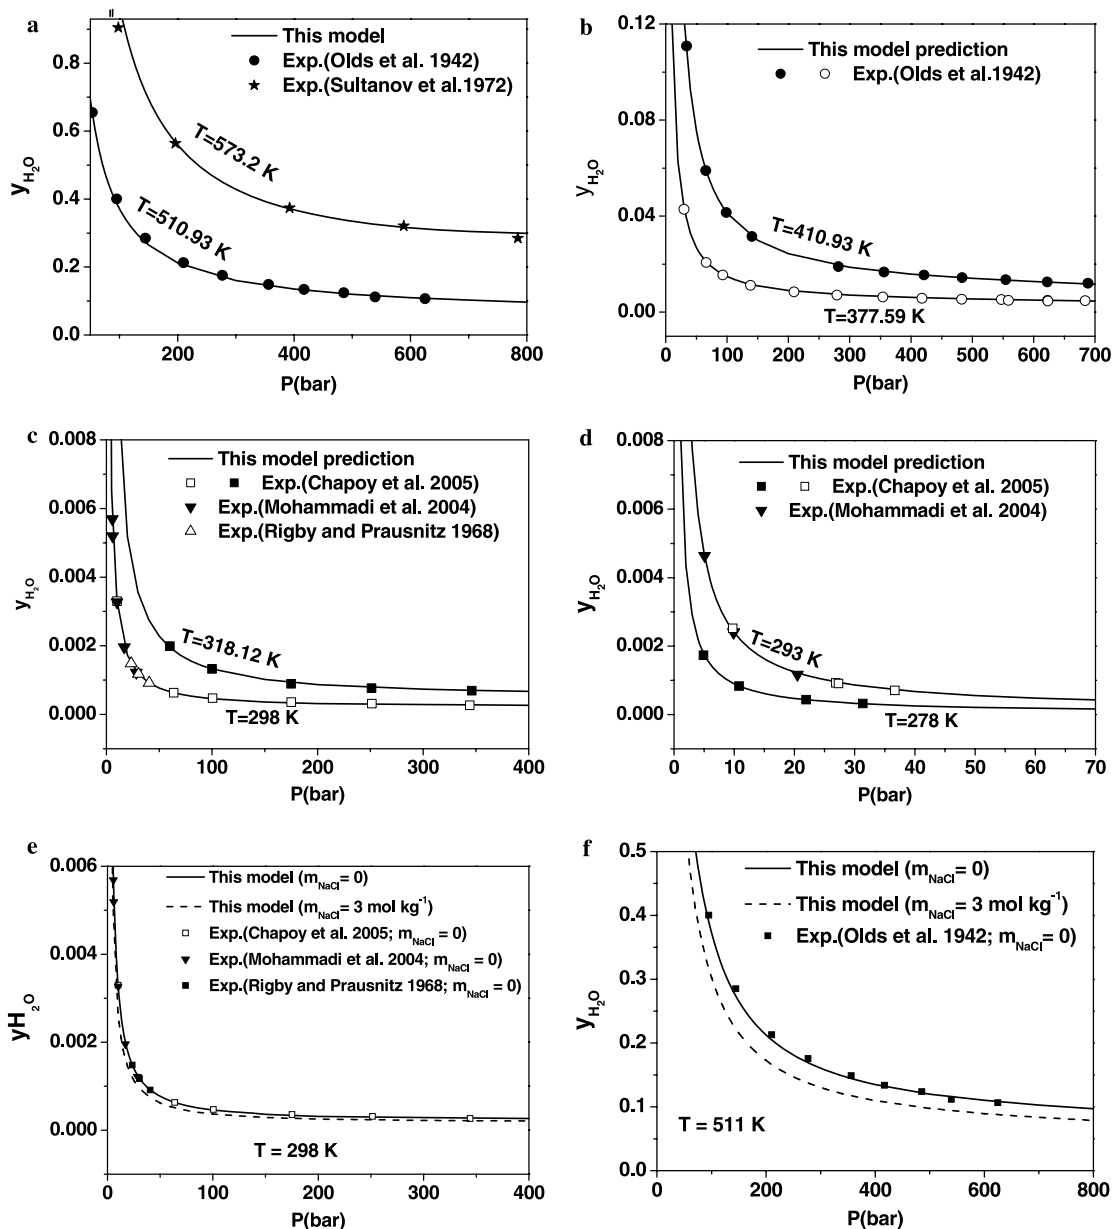 a
This model
Exp.(Olds et al. 1942)
Exp.(Sultanov et al.1972)
T=573.2 K
T=510.93 K
0.8
0.6
0.4
0.2
0.0
200
400
600
800
y_H2O
P(bar)
b
This model prediction
Exp.(Olds et al.1942)
T=410.93 K
T=377.59 K
0.12
0.08
0.04
0.00
0
100
200
300
400
500
600
700
y_H2O
P(bar)
c
This model prediction
Exp.(Chapoy et al. 2005)
Exp.(Mohammadi et al. 2004)
Exp.(Rigby and Prausnitz 1968)
T=318.12 K
T=298 K
0.008
0.006
0.004
0.002
0.000
0
100
200
300
400
y_H2O
P(bar)
d
This model prediction
Exp.(Chapoy et al. 2005)
Exp.(Mohammadi et al. 2004)
T=293 K
T=278 K
0.008
0.006
0.004
0.002
0.000
0
10
20
30
40
50
60
70
y_H2O
P(bar)
e
This model (m_NaCl= 0)
This model (m_NaCl= 3 mol kg⁻¹)
Exp.(Chapoy et al. 2005; m_NaCl= 0)
Exp.(Mohammadi et al. 2004; m_NaCl= 0)
Exp.(Rigby and Prausnitz 1968; m_NaCl= 0)
T = 298 K
0.006
0.004
0.002
0.000
0
100
200
300
400
yH₂O
P(bar)
f
This model (m_NaCl= 0)
This model (m_NaCl= 3 mol kg⁻¹)
Exp.(Olds et al. 1942; m_NaCl= 0)
T = 511 K
0.5
0.4
0.3
0.2
0.1
0.0
0
200
400
600
800
y_H2O
P(bar)